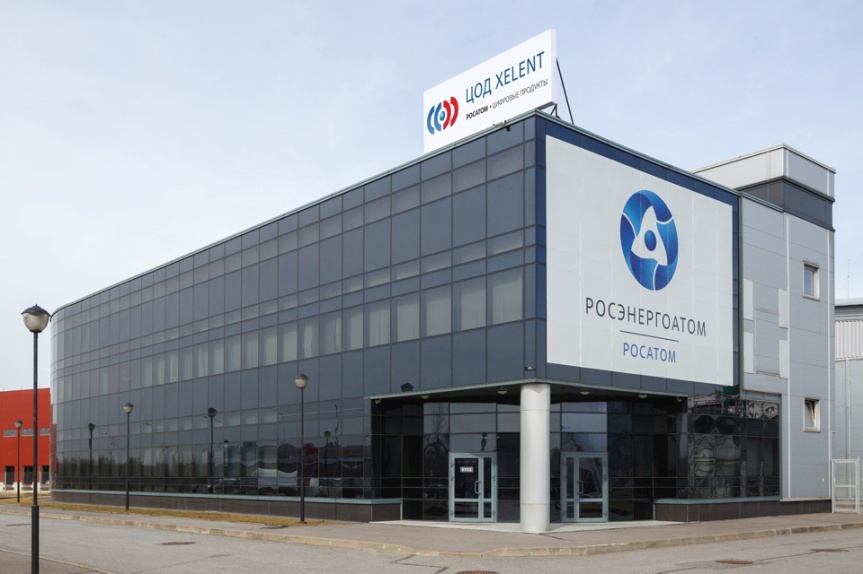 ЦОД XELENT
РОСАТОМ • ЦИФРОВЫЕ ПРОДУКТЫ
РОСЭНЕРГОАТОМ
РОСАТОМ